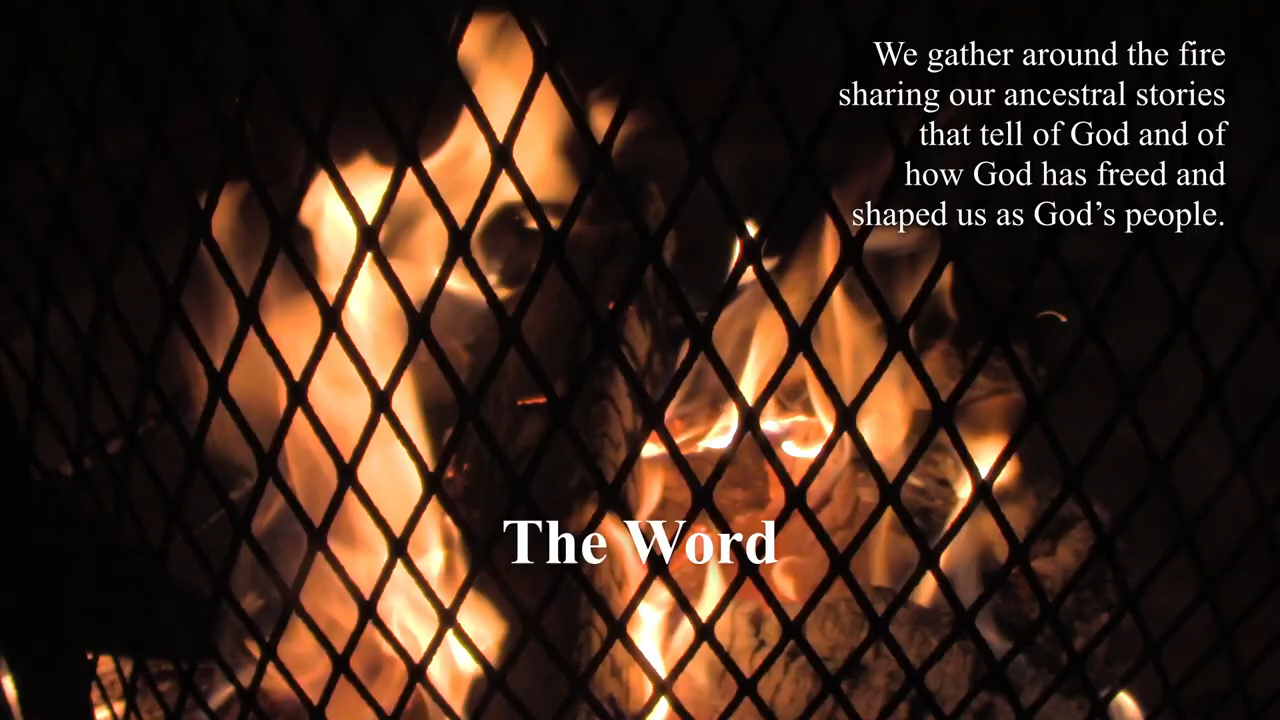 We gather around the fire
sharing our ancestral stories
that tell of God and of
how God has freed and
shaped us as God’s people.
The Word